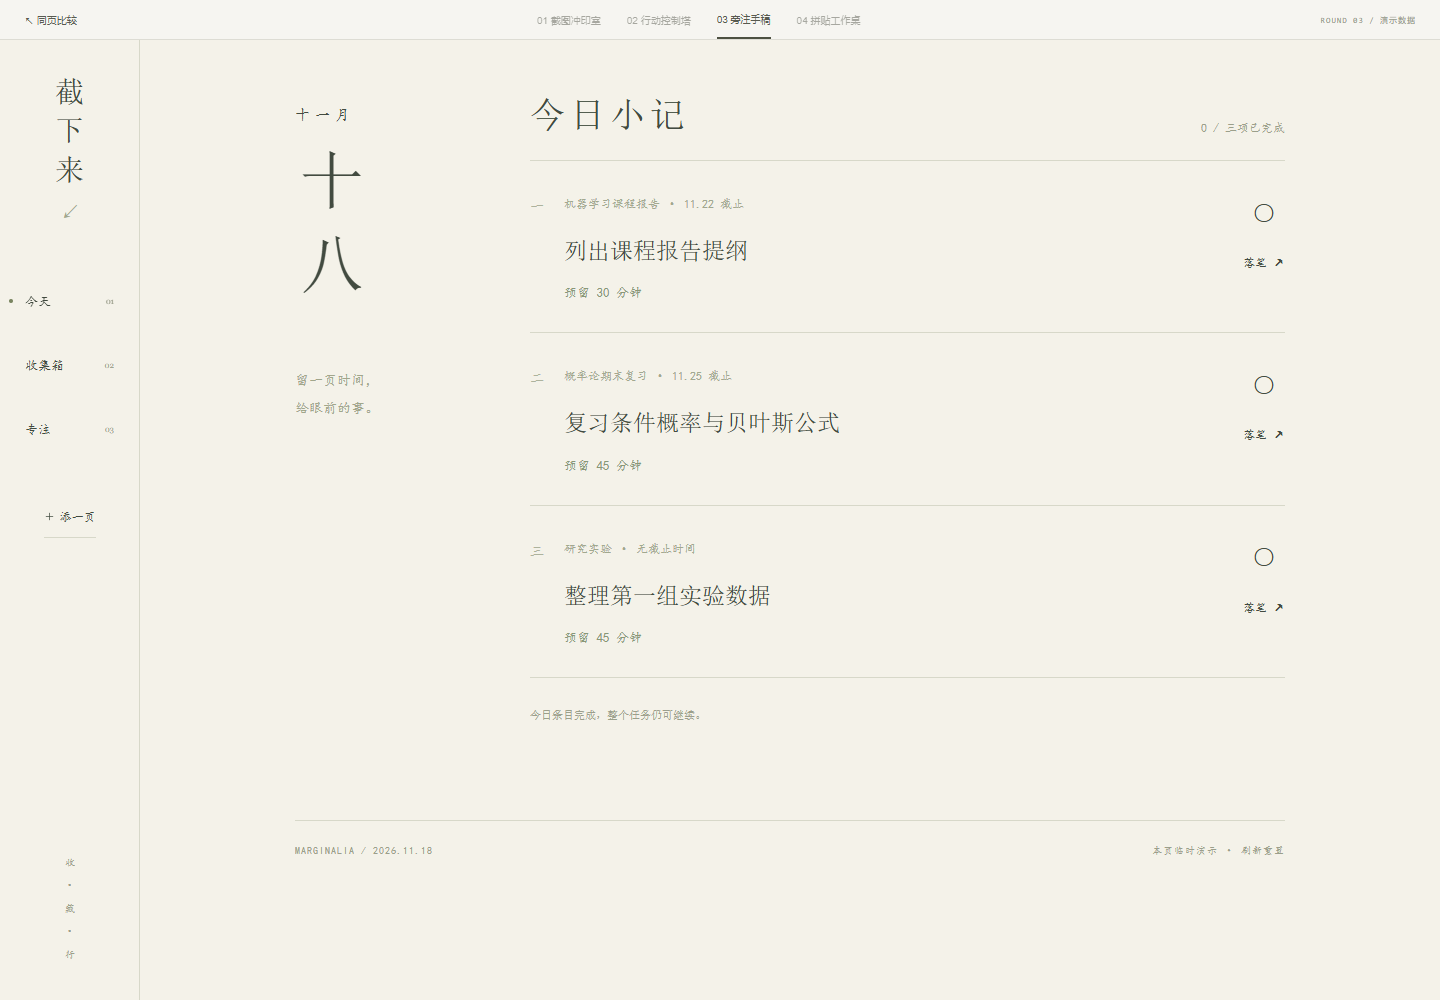 ↖ 同页比较
01 截图冲印室
02 行动控制塔
03 旁注手稿
04 拼贴工作桌
ROUND 03 / 演示数据
截
下
来
↙
今天 01
收集箱 02
专注 03
+ 添一页
收
·
藏
·
行
十一月
十
八
留一页时间，
给眼前的事。
今日小记
0 / 三项已完成
一 机器学习课程报告 • 11.22 截止
列出课程报告提纲
预留 30 分钟
落笔 ↗
二 概率论期末复习 • 11.25 截止
复习条件概率与贝叶斯公式
预留 45 分钟
落笔 ↗
三 研究实验 • 无截止时间
整理第一组实验数据
预留 45 分钟
落笔 ↗
今日条目完成，整个任务仍可继续。
MARGINALIA / 2026.11.18
本页临时演示 • 刷新重置